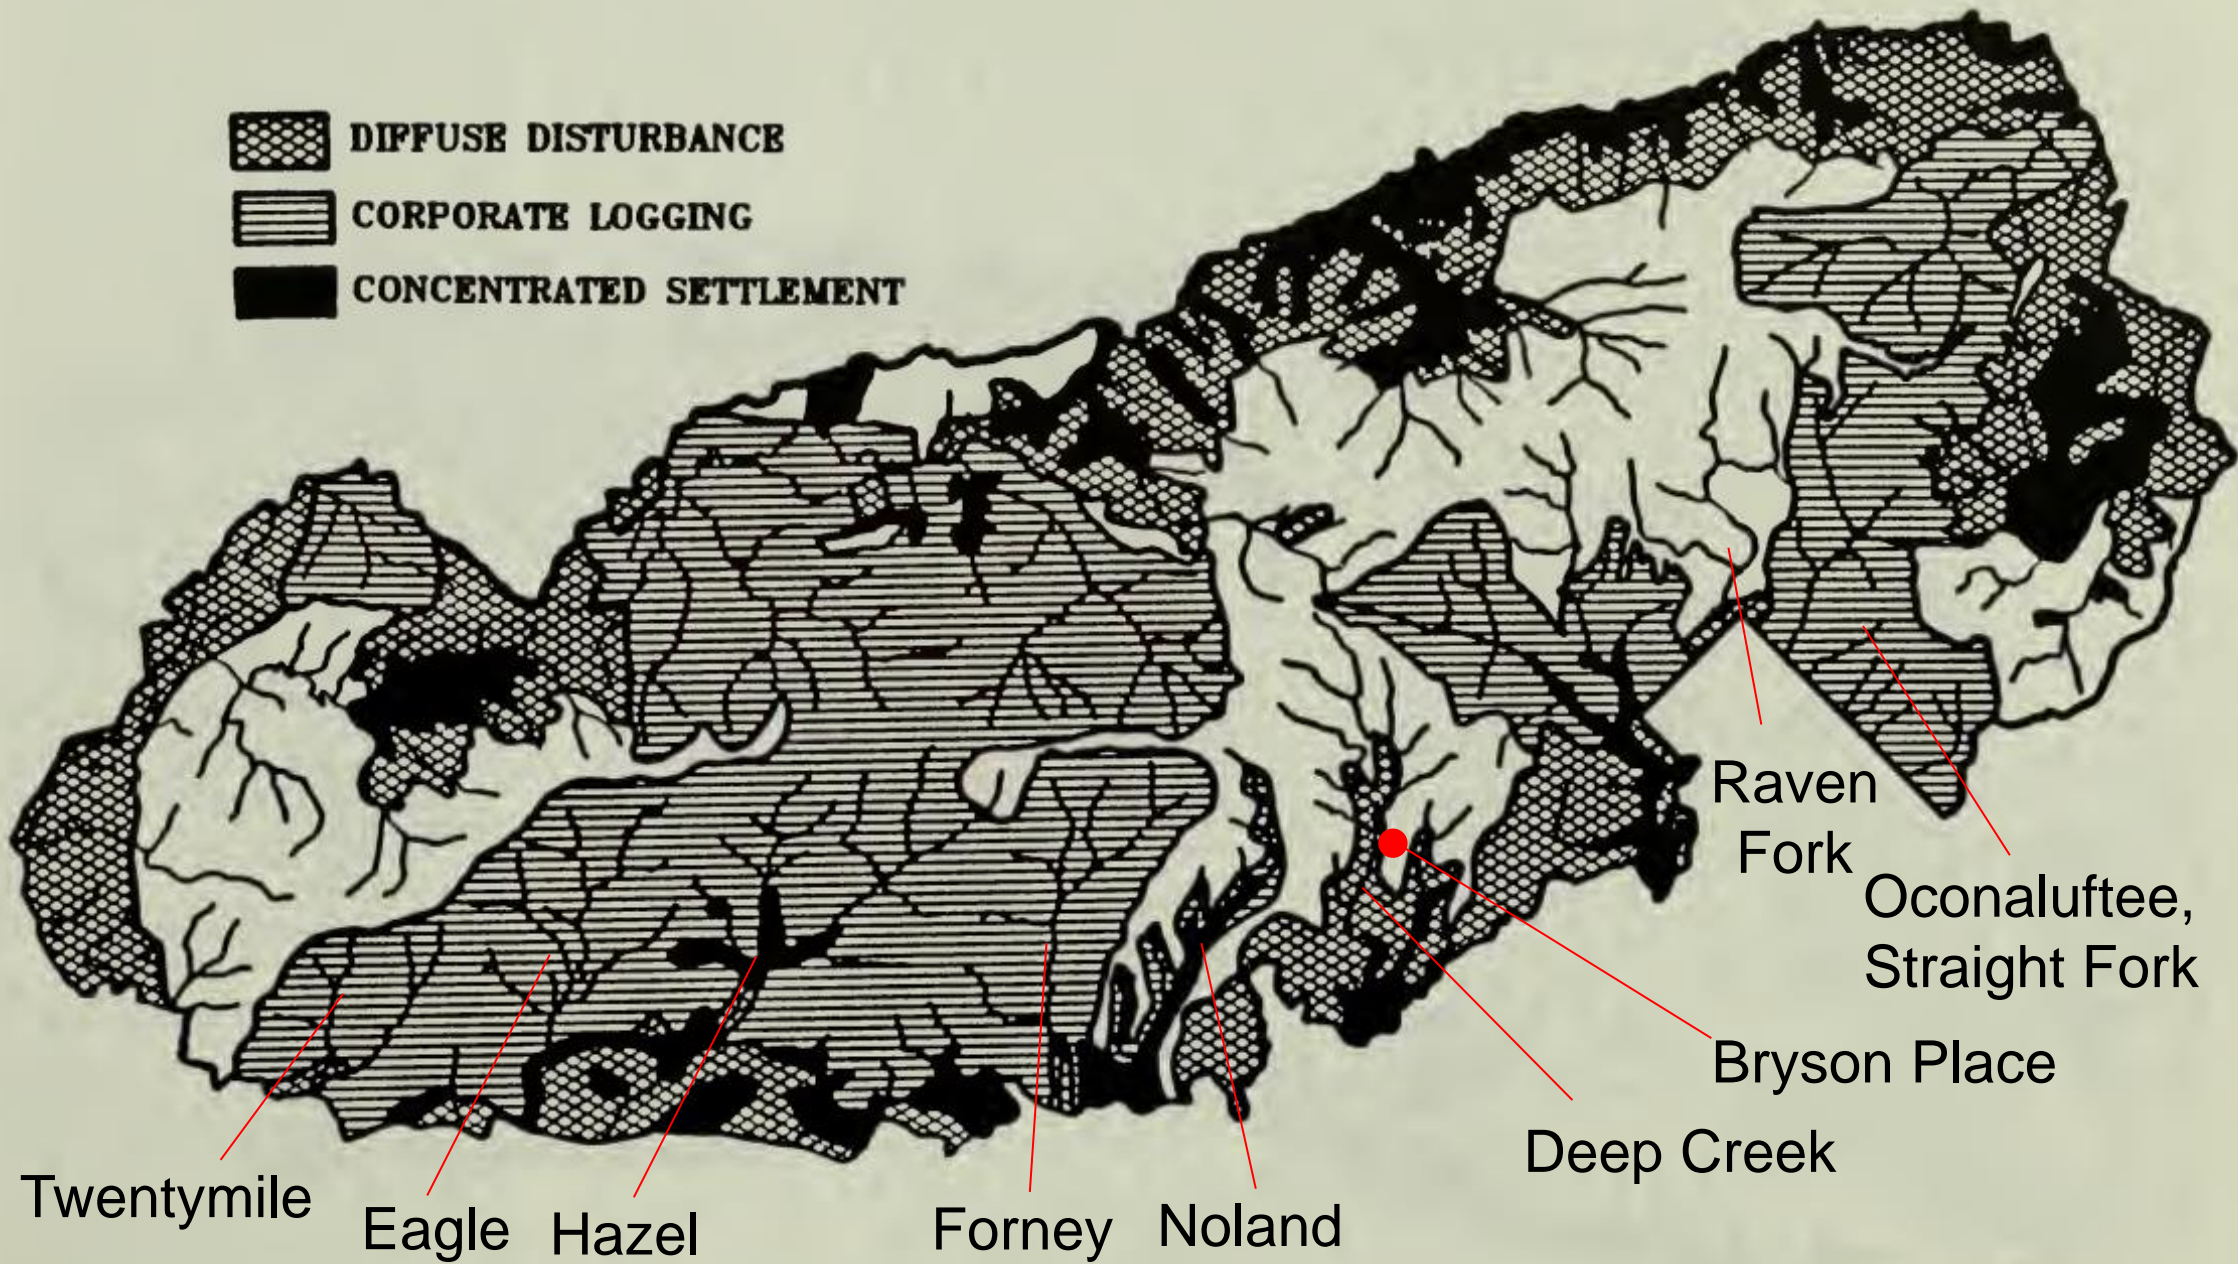 DIFFUSE DISTURBANCE
CORPORATE LOGGING
CONCENTRATED SETTLEMENT
Raven
Fork
Oconaluftee,
Straight Fork
Bryson Place
Deep Creek
Twentymile
Eagle
Hazel
Forney
Noland